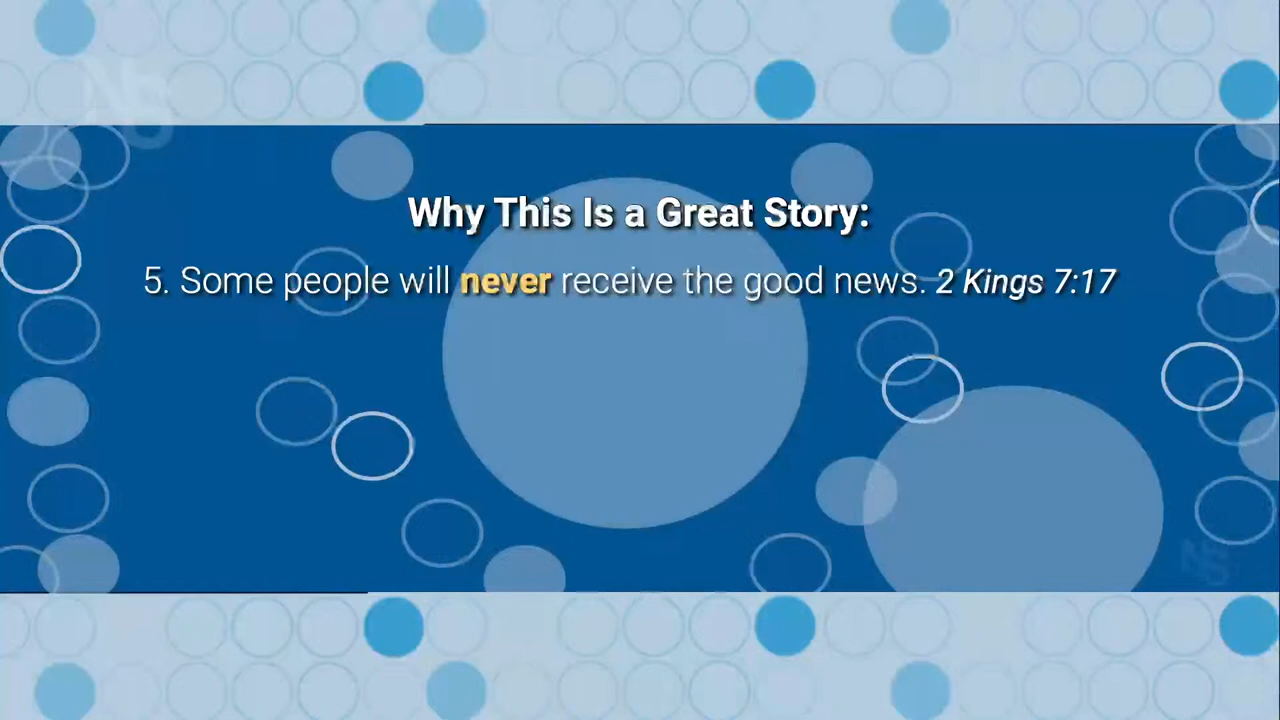 Why This Is a Great Story:
5. Some people will never receive the good news. 2 Kings 7:17